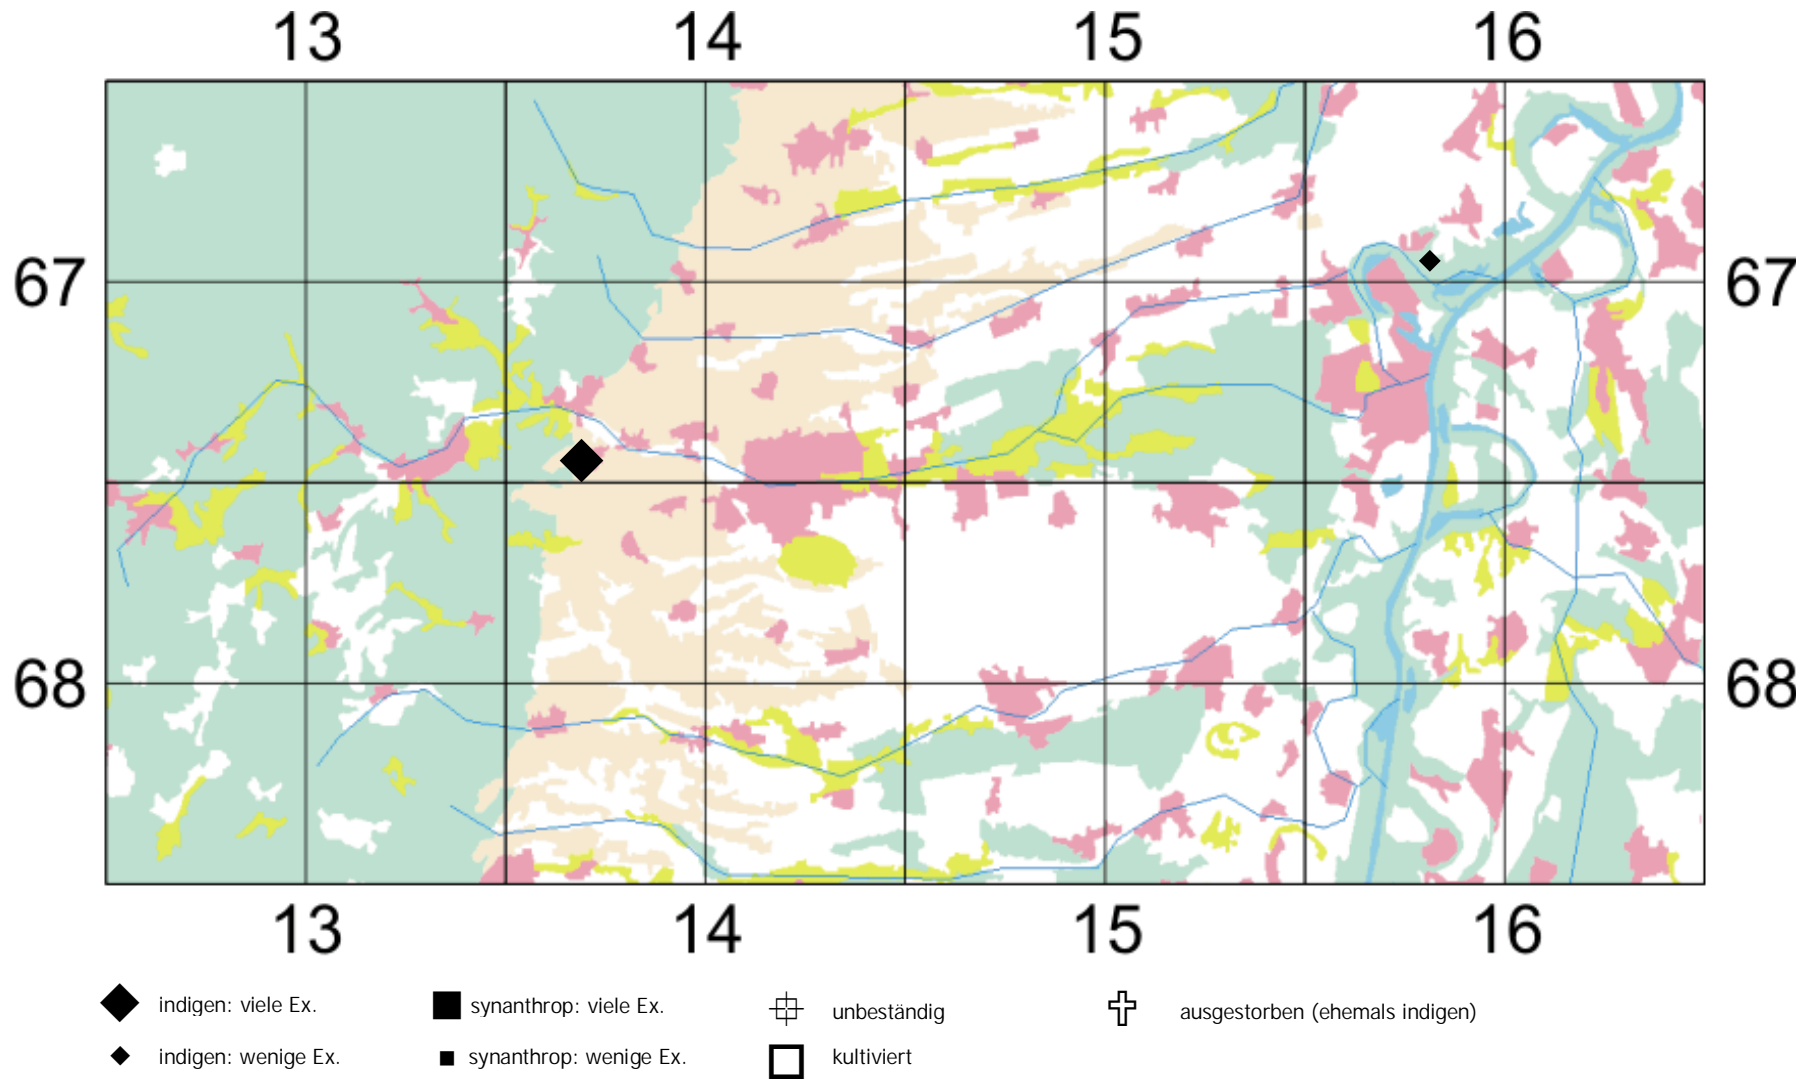 13 14 15 16
67 67
68 68
13 14 15 16
indigen: viele Ex. synanthrop: viele Ex. unbeständig ausgestorben (ehemals indigen)
indigen: wenige Ex. synanthrop: wenige Ex. kultiviert